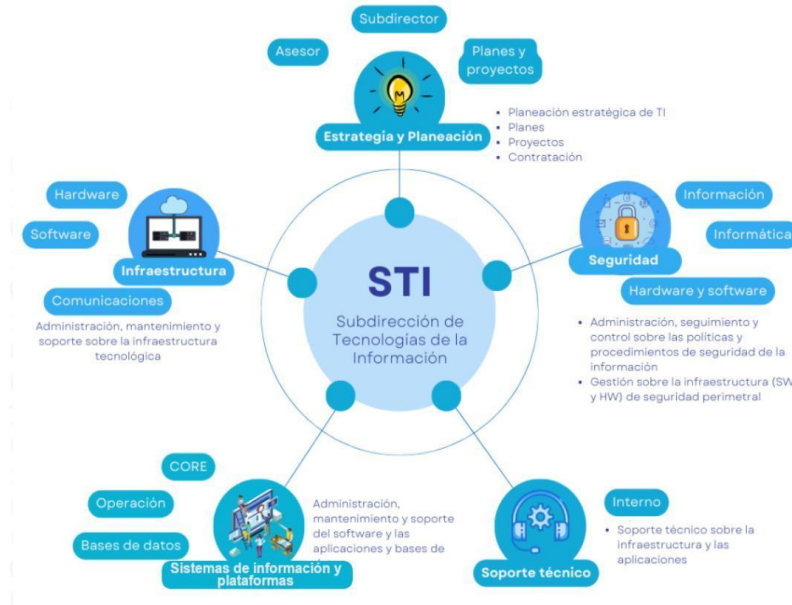 Subdirector
Asesor
Planes y
proyectos
Estrategia y Planeación
• Planeación estratégica de TI
• Planes
• Proyectos
• Contratación
Hardware
Software
Infraestructura
Comunicaciones
Administración, mantenimiento y
soporte sobre la infraestructura
tecnológica
STI
Subdirección de
Tecnologías de la
Información
Información
Informática
Seguridad
Hardware y software
• Administración, seguimiento y
control sobre las políticas y
procedimientos de seguridad de la
información
• Gestión sobre la infraestructura (SW
y HW) de seguridad perimetral
CORE
Operación
Bases de datos
Sistemas de información y
plataformas
Administración,
mantenimiento y soporte
del software y las
aplicaciones y bases de
Interno
Soporte técnico
• Soporte técnico sobre la
infraestructura y las
aplicaciones